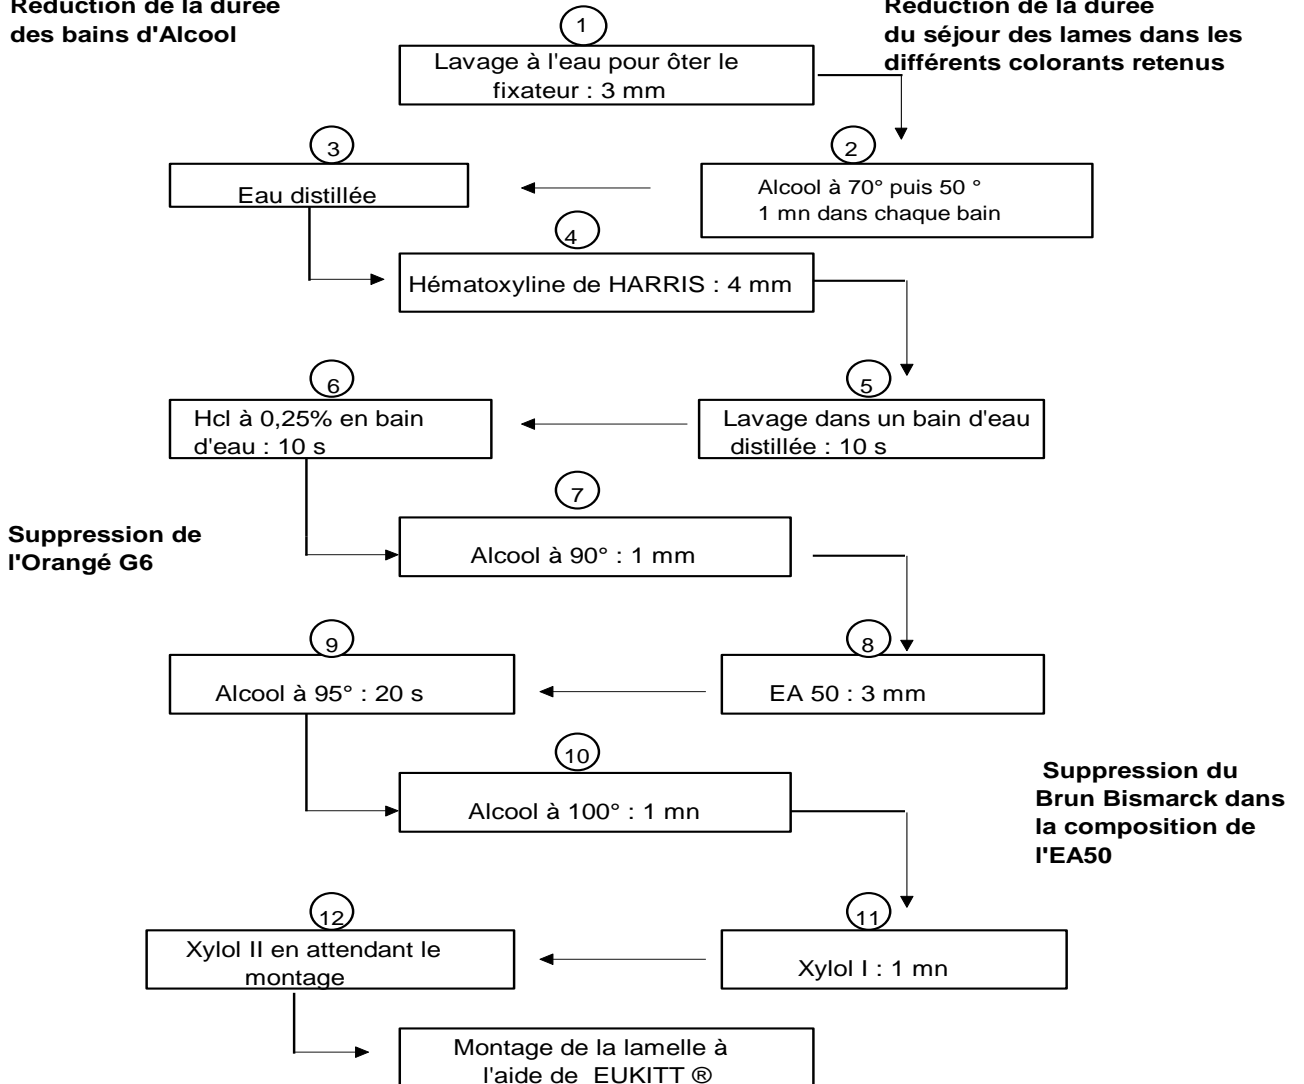 Réduction de la durée
des bains d'Alcool
Réduction de la durée
du séjour des lames dans les
différents colorants retenus
1
Lavage à l'eau pour ôter le
fixateur : 3 mm
2
Alcool à 70° puis 50 °
1 mn dans chaque bain
3
Eau distillée
4
Hématoxyline de HARRIS : 4 mm
5
Lavage dans un bain d'eau
distillée : 10 s
6
Hcl à 0,25% en bain
d'eau : 10 s
7
Alcool à 90° : 1 mm
Suppression de
l'Orangé G6
8
EA 50 : 3 mm
9
Alcool à 95° : 20 s
10
Alcool à 100° : 1 mn
Suppression du
Brun Bismarck dans
la composition de
l'EA50
11
Xylol I : 1 mn
12
Xylol II en attendant le
montage
Montage de la lamelle à
l'aide de EUKITT ®